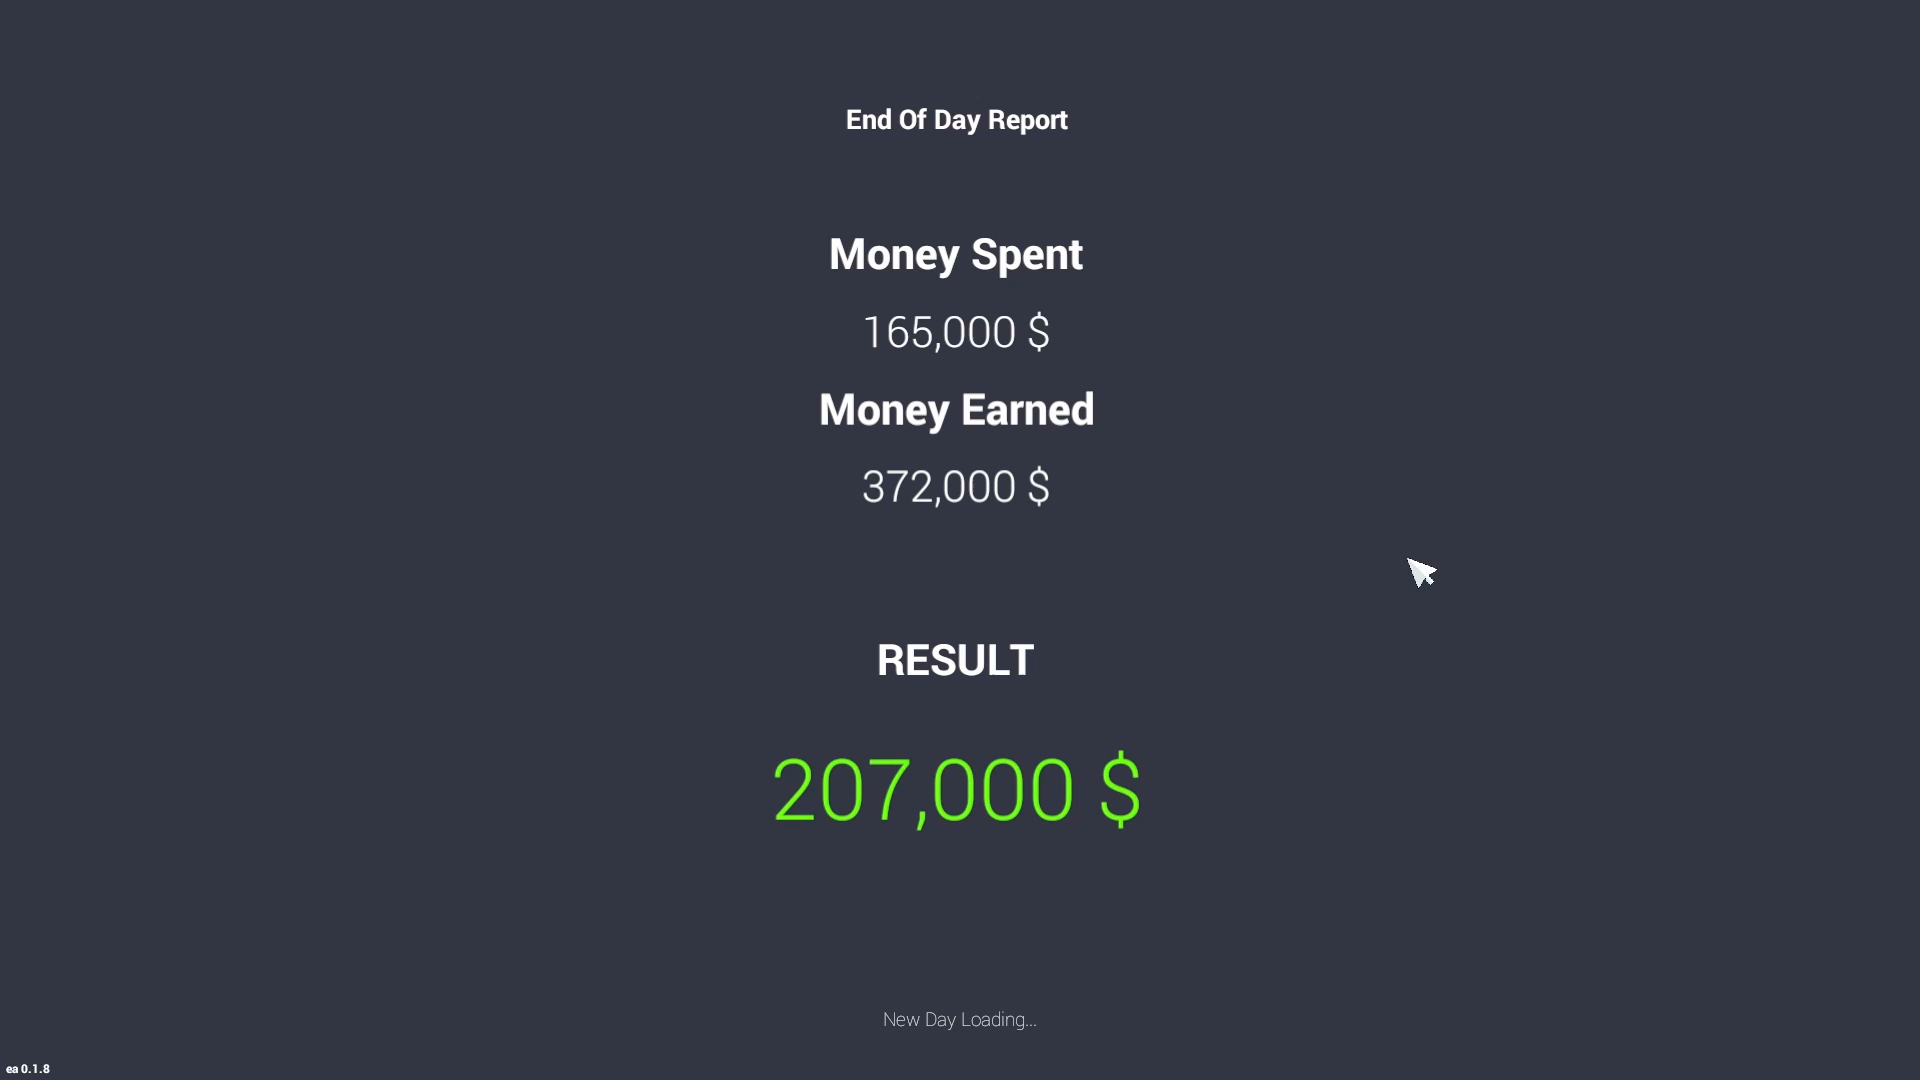 End Of Day Report
Money Spent
165,000 $
Money Earned
372,000 $
RESULT
207,000 $
New Day Loading...
ea 0.1.8